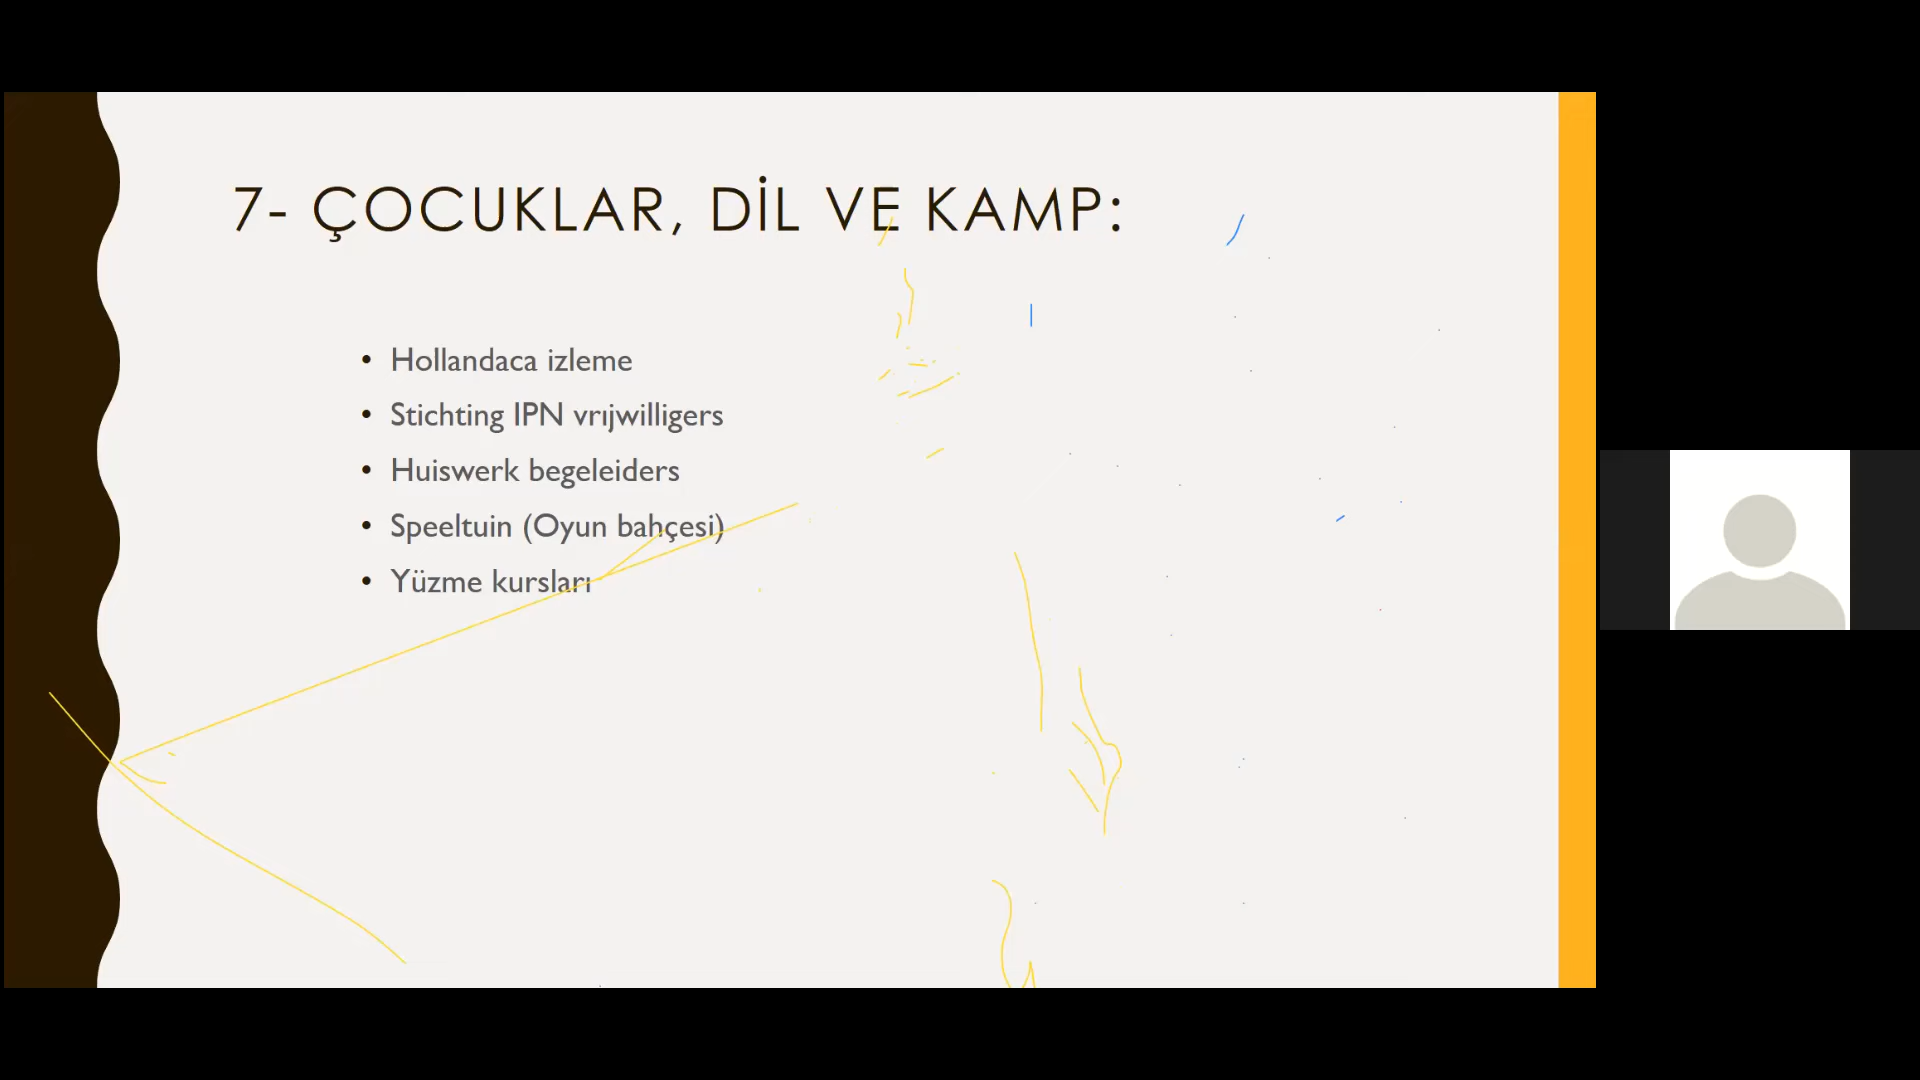 7- ÇOCUKLAR, DİL VE KAMP:
• Hollandaca izleme
• Stichting IPN vrıjwilligers
• Huiswerk begeleiders
• Speeltuin (Oyun bahçesi)
• Yüzme kursları